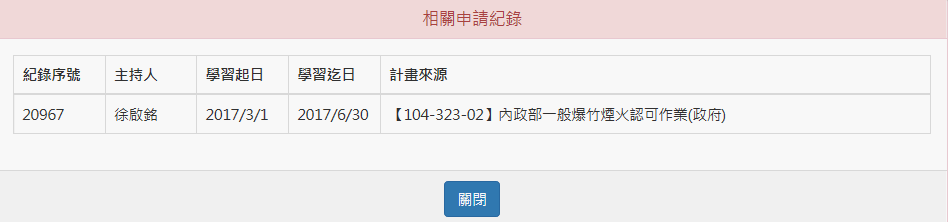 相關申請紀錄
紀錄序號 主持人 學習起日 學習迄日 計畫來源
20967 徐啟銘 2017/3/1 2017/6/30 【104-323-02】內政部一般爆竹煙火認可作業(政府)
關閉